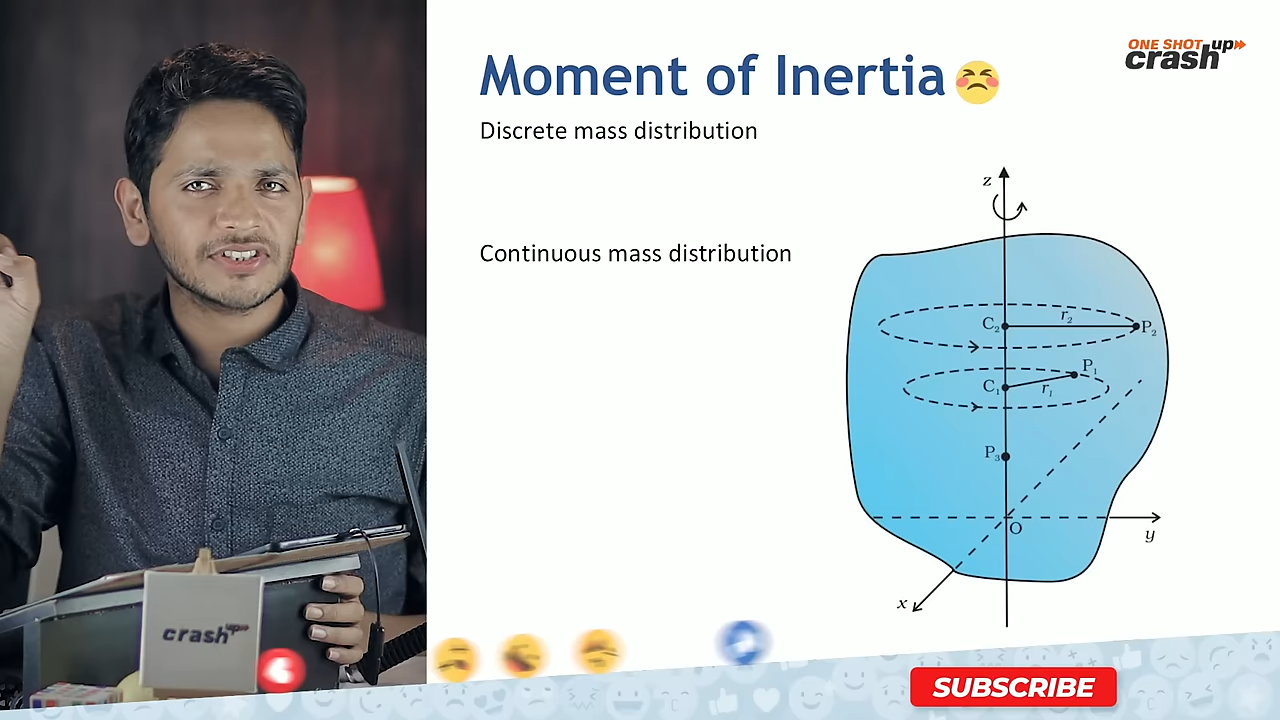 ONE SHOT
crash up
Moment of Inertia
Discrete mass distribution
Continuous mass distribution
z
C₂
r₂
P₂
C₁
r₁
P₁
P₃
O
y
x
crash up
SUBSCRIBE